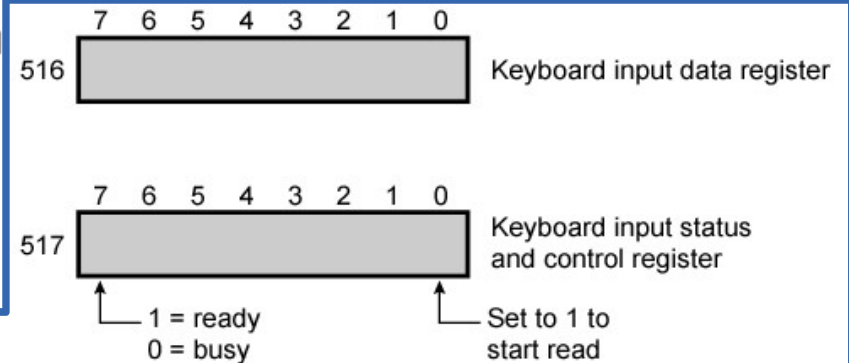 7 6 5 4 3 2 1 0
516
Keyboard input data register
7 6 5 4 3 2 1 0
517
Keyboard input status
and control register
1 = ready
0 = busy
Set to 1 to
start read